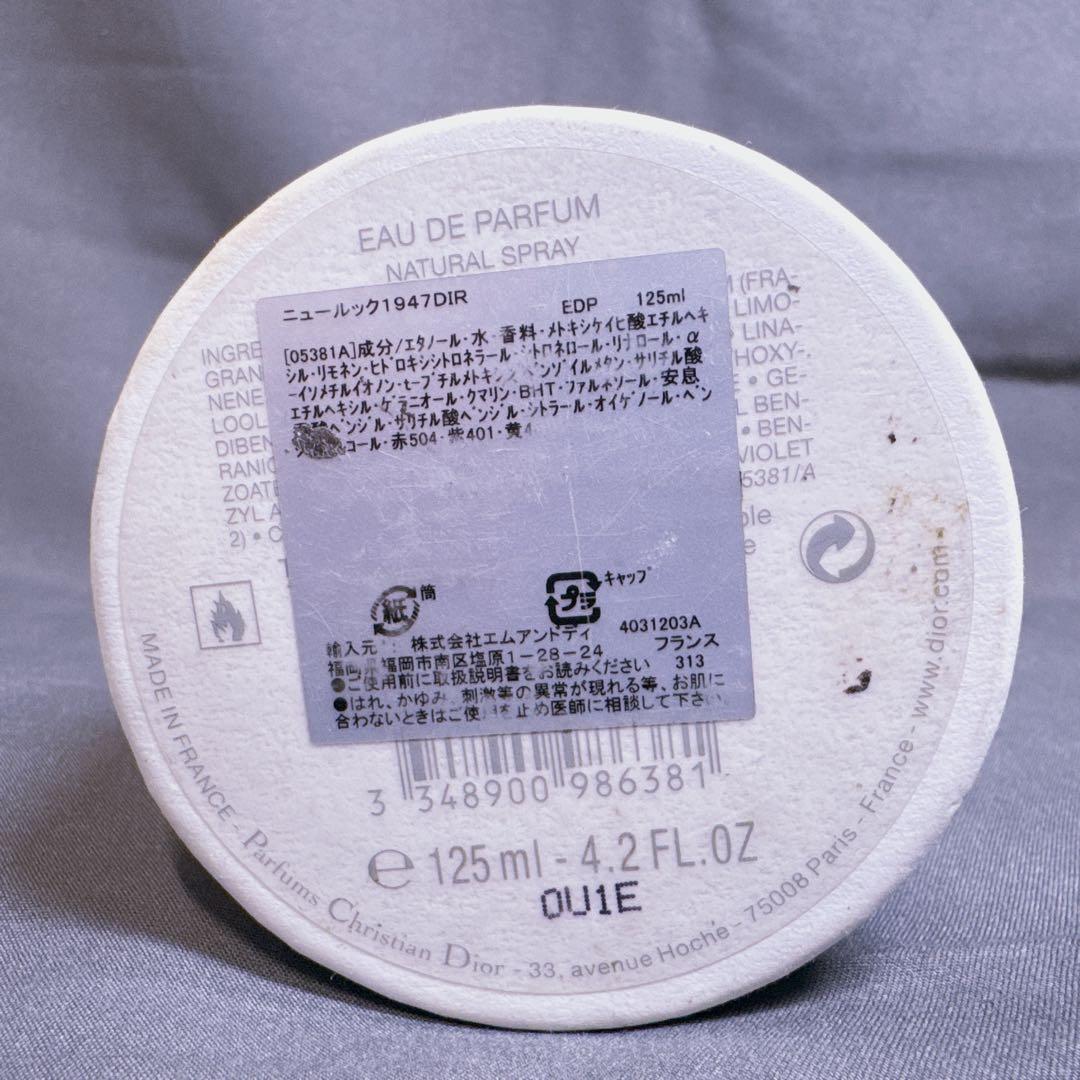 EAU DE PARFUM
NATURAL SPRAY
INGRE
GRAN
NENE
LOOL
DIBEN
RANIO
ZOATE
ZYL A
2) • C
(FRA-
LIMO-
LINA-
THOXY-
• GE-
BEN-
• BEN-
VIOLET
5381/A
ニュールック1947DIR EDP 125ml
[05381A]成分/エタノール・水・香料・メトキシケイヒ酸エチルヘキ
シル・リモネン・ヒドロキシシトロネラール・シトロネロール・リナロール・α
-イソメチルイオノン・t-ブチルメトキシジベンゾイルメタン・サリチル酸
エチルヘキシル・ゲラニオール・クマリン・BHT・ファルネソール・安息
香酸ベンジル・サリチル酸ベンジル・シトラール・オイゲノール・ベン
コール・赤504・紫401・黄4
紙 筒
プラ キャップ
4031203A
輸入元: 株式会社エムアンドティ フランス
福岡県福岡市南区塩原1-28-24 313
●ご使用前に取扱説明書をお読みください
●はれ、かゆみ、刺激等の異常が現れる等、お肌に
合わないときはご使用を止め医師に相談して下さい
3 348900 986381
e 125 ml - 4.2 FL.OZ
OU1E
MADE IN FRANCE - Parfums Christian Dior - 33, avenue Hoche - 75008 Paris - France - www.dior.com